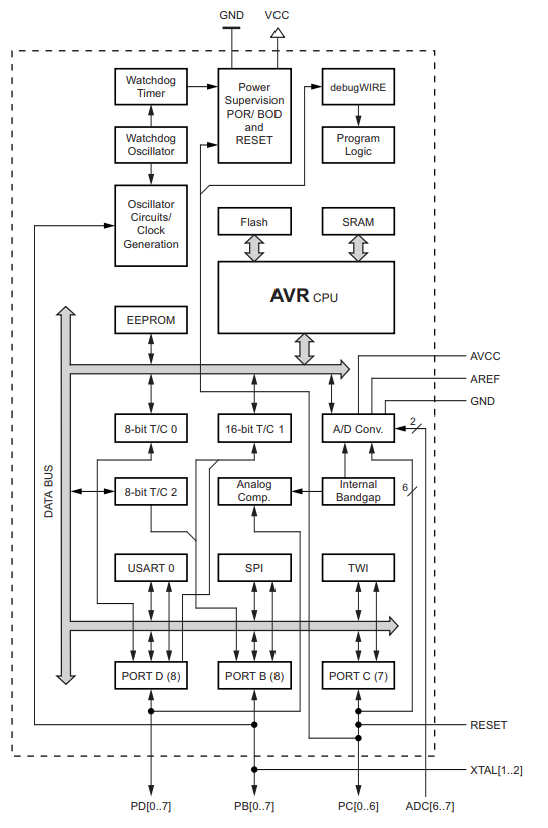 GND
VCC
Watchdog
Timer
Power
Supervision
POR/ BOD
and
RESET
debugWIRE
Watchdog
Oscillator
Program
Logic
Oscillator
Circuits/
Clock
Generation
Flash
SRAM
AVR CPU
EEPROM
AVCC
AREF
GND
8-bit T/C 0
16-bit T/C 1
A/D Conv.
2
8-bit T/C 2
Analog
Comp.
Internal
Bandgap
6
DATA BUS
USART 0
SPI
TWI
PORT D (8)
PORT B (8)
PORT C (7)
RESET
XTAL[1..2]
PD[0..7]
PB[0..7]
PC[0..6]
ADC[6..7]